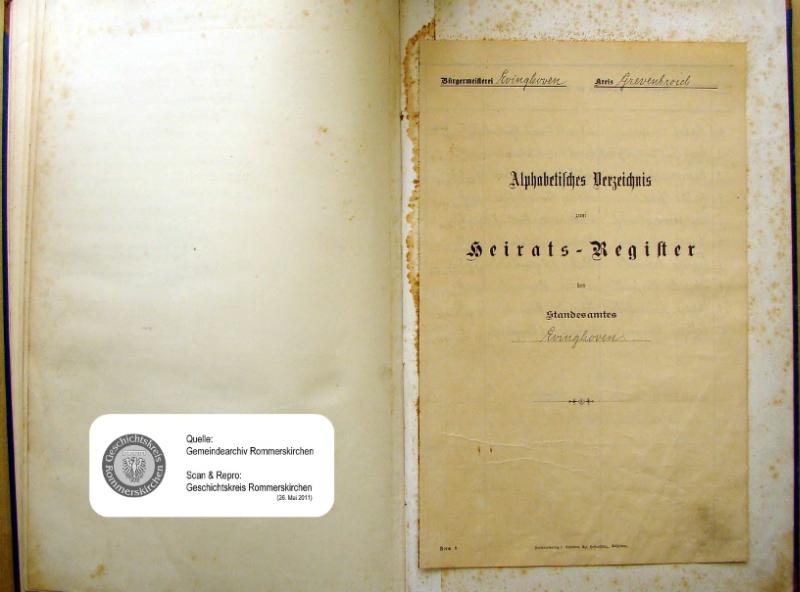 Bürgermeisterei Evinghoven Kreis Grevenbroich
Alphabetisches Verzeichnis
zum
Heirats-Register
des
Standesamtes
Evinghoven
Geschichtskreis
Rommerskirchen
Quelle:
Gemeindearchiv Rommerskirchen
Scan & Repro:
Geschichtskreis Rommerskirchen
(26. Mai 2011)